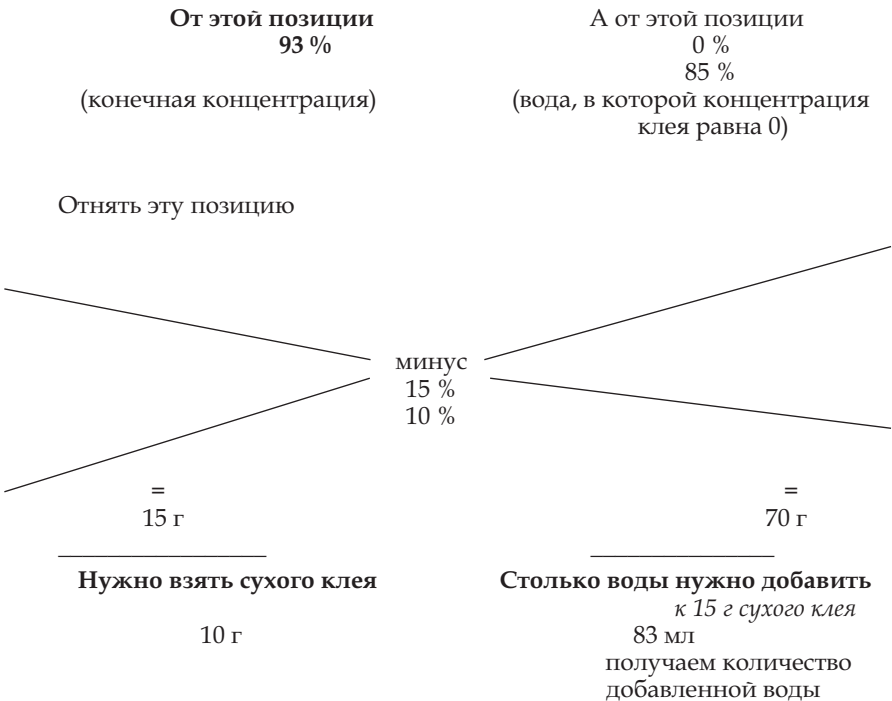 От этой позиции
93 %
(конечная концентрация)
А от этой позиции
0 %
85 %
(вода, в которой концентрация
клея равна 0)
Отнять эту позицию
минус
15 %
10 %
=
15 г
Нужно взять сухого клея
10 г
=
70 г
Столько воды нужно добавить
к 15 г сухого клея
83 мл
получаем количество
добавленной воды